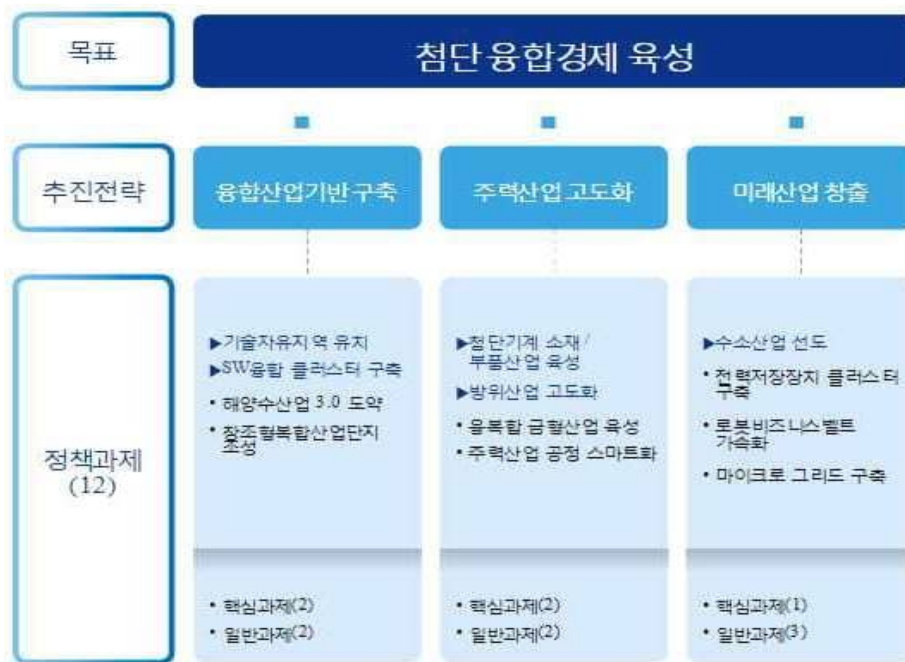 목표
첨단융합경제 육성
추진전략
융합산업기반 구축
주력산업 고도화
미래산업 창출
정책과제
(12)
▶기술자유지역 유치
▶SW융합 클러스터 구축
• 해양수산업 3.0 도약
• 창조형복합산업단지
조성
• 핵심과제(2)
• 일반과제(2)
▶첨단기계 소재/
부품산업 육성
▶방위산업 고도화
• 융복합 금형산업 육성
• 주력산업 공정 스마트화
• 핵심과제(2)
• 일반과제(2)
▶수소산업 선도
• 전력저장장치 클러스터
구축
• 로봇비즈니스벨트
가속화
• 마이크로 그리드 구축
• 핵심과제(1)
• 일반과제(3)